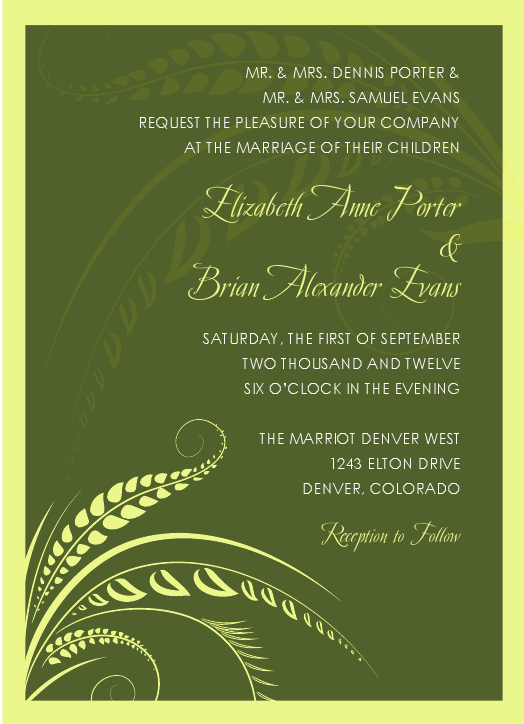 MR. & MRS. DENNIS PORTER &
MR. & MRS. SAMUEL EVANS
REQUEST THE PLEASURE OF YOUR COMPANY
AT THE MARRIAGE OF THEIR CHILDREN
Elizabeth Anne Porter
&
Brian Alexander Evans
SATURDAY, THE FIRST OF SEPTEMBER
TWO THOUSAND AND TWELVE
SIX O'CLOCK IN THE EVENING
THE MARRIOT DENVER WEST
1243 ELTON DRIVE
DENVER, COLORADO
Reception to Follow